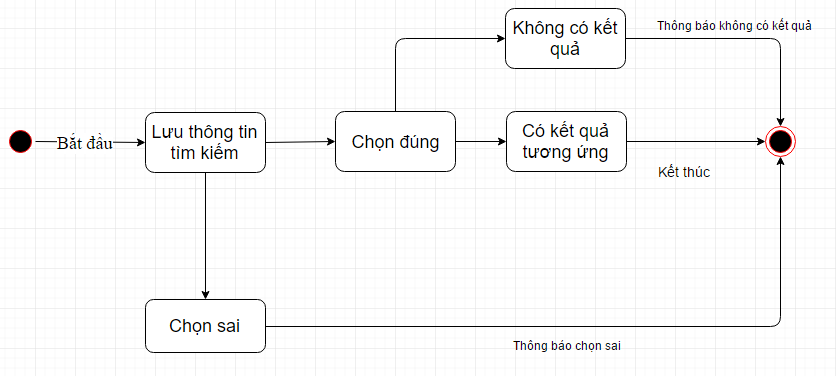 Không có kết
quả
Thông báo không có kết quả
Bắt đầu
Lưu thông tin
tìm kiếm
Chọn đúng
Có kết quả
tương ứng
Kết thúc
Chọn sai
Thông báo chọn sai